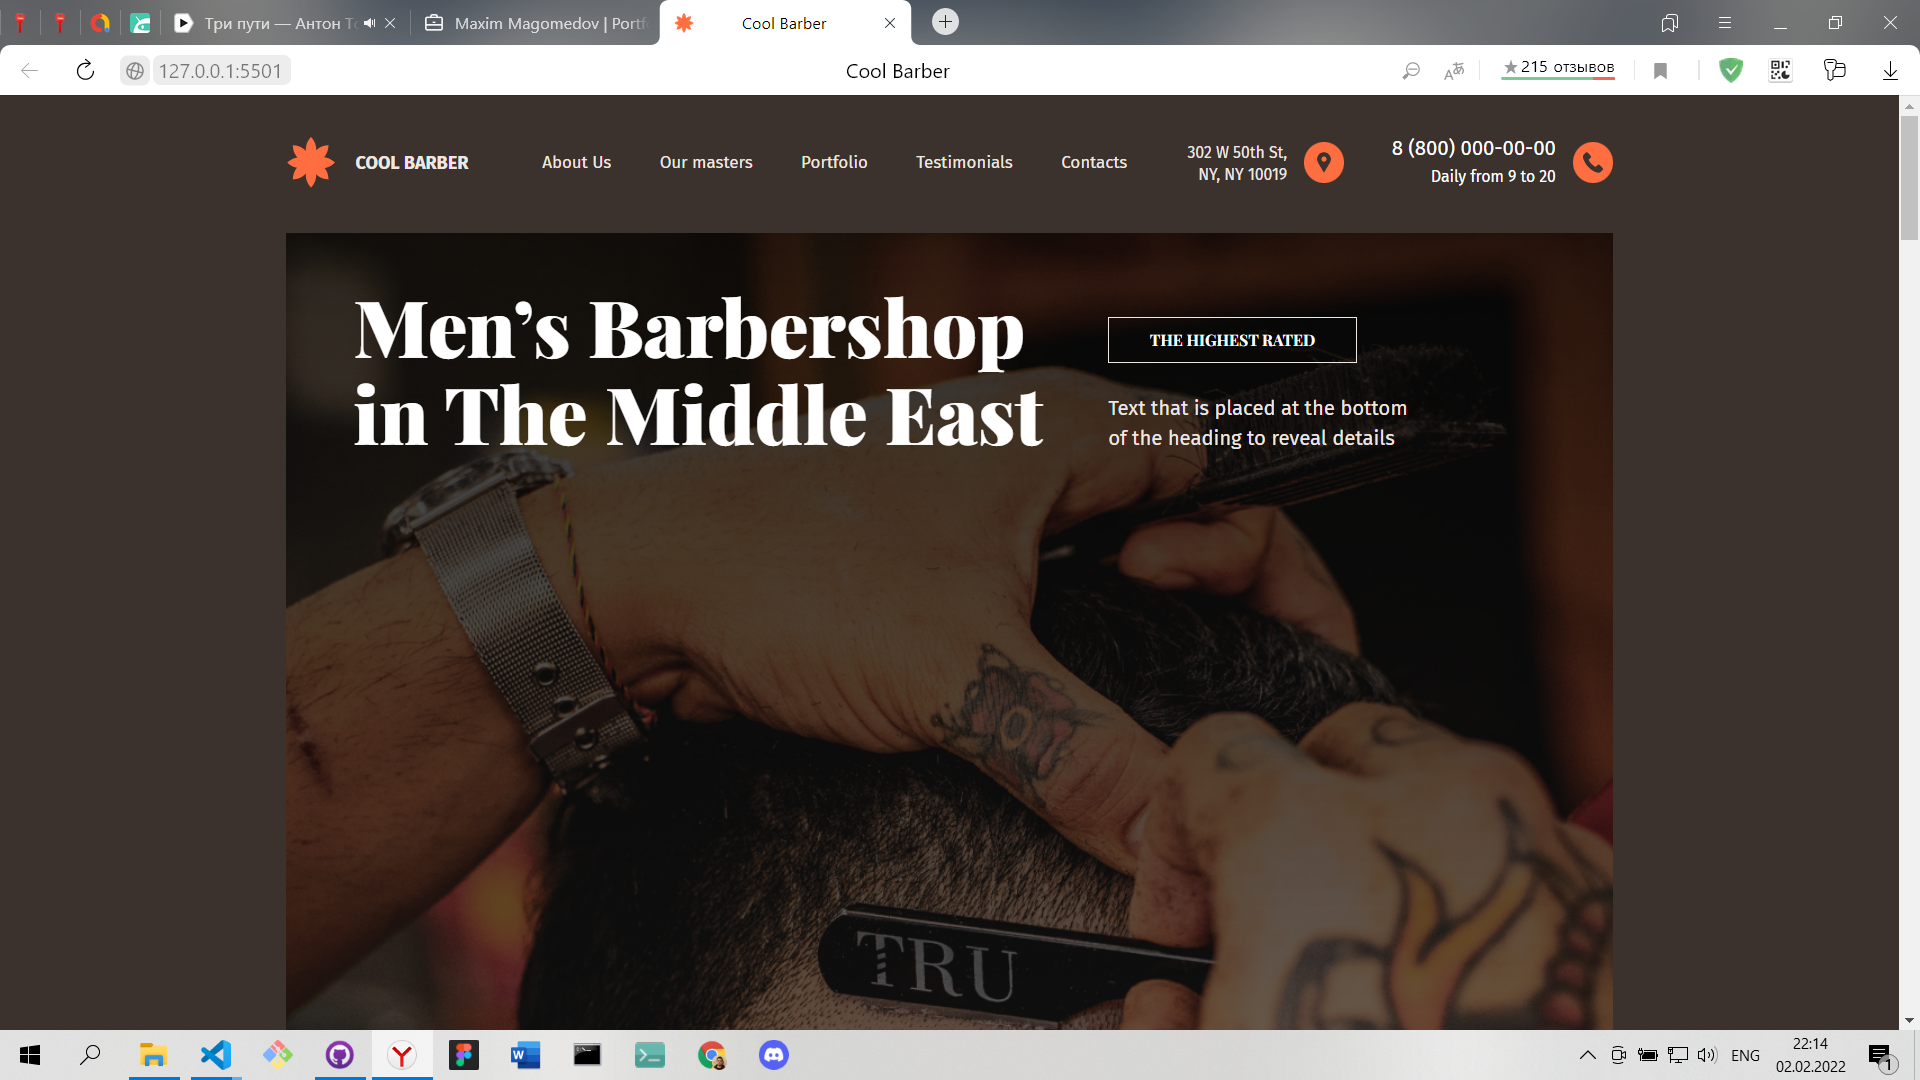 Три пути — Антон То
Maxim Magomedov | Portf
Cool Barber
127.0.0.1:5501
Cool Barber
215 отзывов
COOL BARBER
About Us
Our masters
Portfolio
Testimonials
Contacts
302 W 50th St,
NY, NY 10019
8 (800) 000-00-00
Daily from 9 to 20
Men’s Barbershop
in The Middle East
THE HIGHEST RATED
Text that is placed at the bottom
of the heading to reveal details
TRU
ENG
22:14
02.02.2022
1